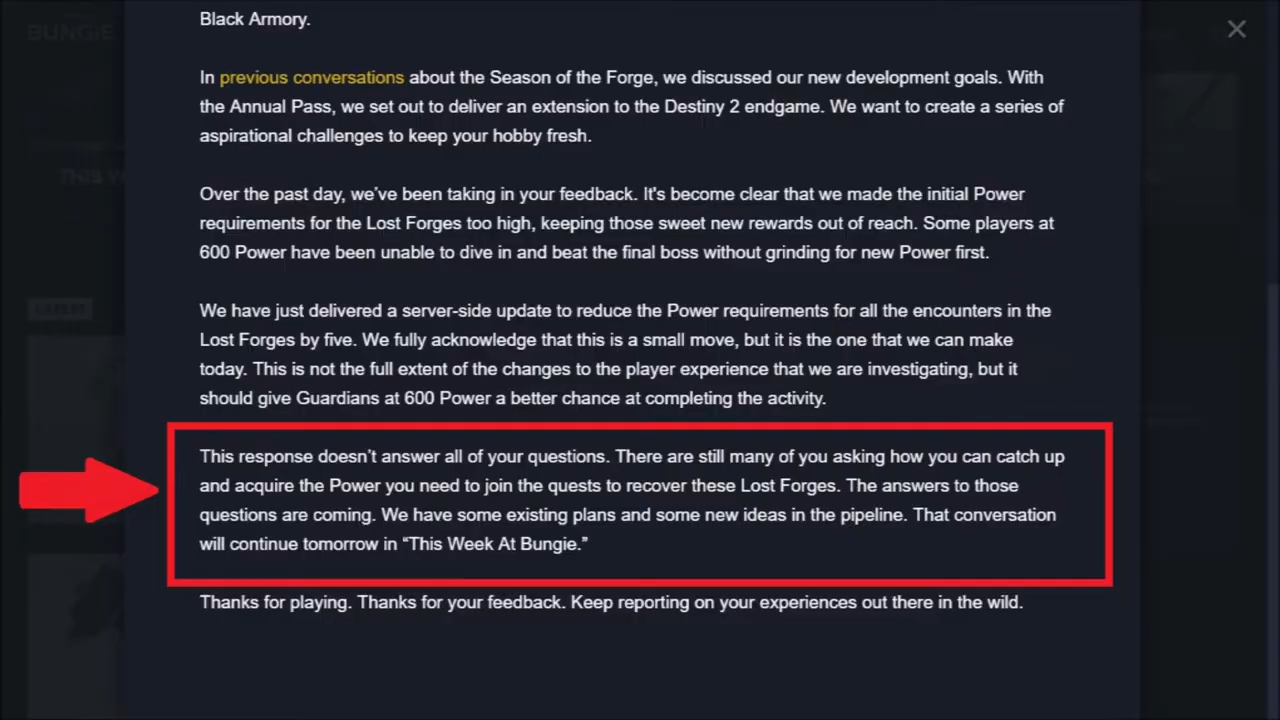 Black Armory.
BUNGiE
In previous conversations about the Season of the Forge, we discussed our new development goals. With
the Annual Pass, we set out to deliver an extension to the Destiny 2 endgame. We want to create a series of
aspirational challenges to keep your hobby fresh.
THIS W
Over the past day, we've been taking in your feedback. It's become clear that we made the initial Power
requirements for the Lost Forges too high, keeping those sweet new rewards out of reach. Some players at
600 Power have been unable to dive in and beat the final boss without grinding for new Power first.
LATEST
We have just delivered a server-side update to reduce the Power requirements for all the encounters in the
Lost Forges by five. We fully acknowledge that this is a small move, but it is the one that we can make
today. This is not the full extent of the changes to the player experience that we are investigating, but it
should give Guardians at 600 Power a better chance at completing the activity.
This response doesn't answer all of your questions. There are still many of you asking how you can catch up
and acquire the Power you need to join the quests to recover these Lost Forges. The answers to those
questions are coming. We have some existing plans and some new ideas in the pipeline. That conversation
will continue tomorrow in “This Week At Bungie.”
Thanks for playing. Thanks for your feedback. Keep reporting on your experiences out there in the wild.